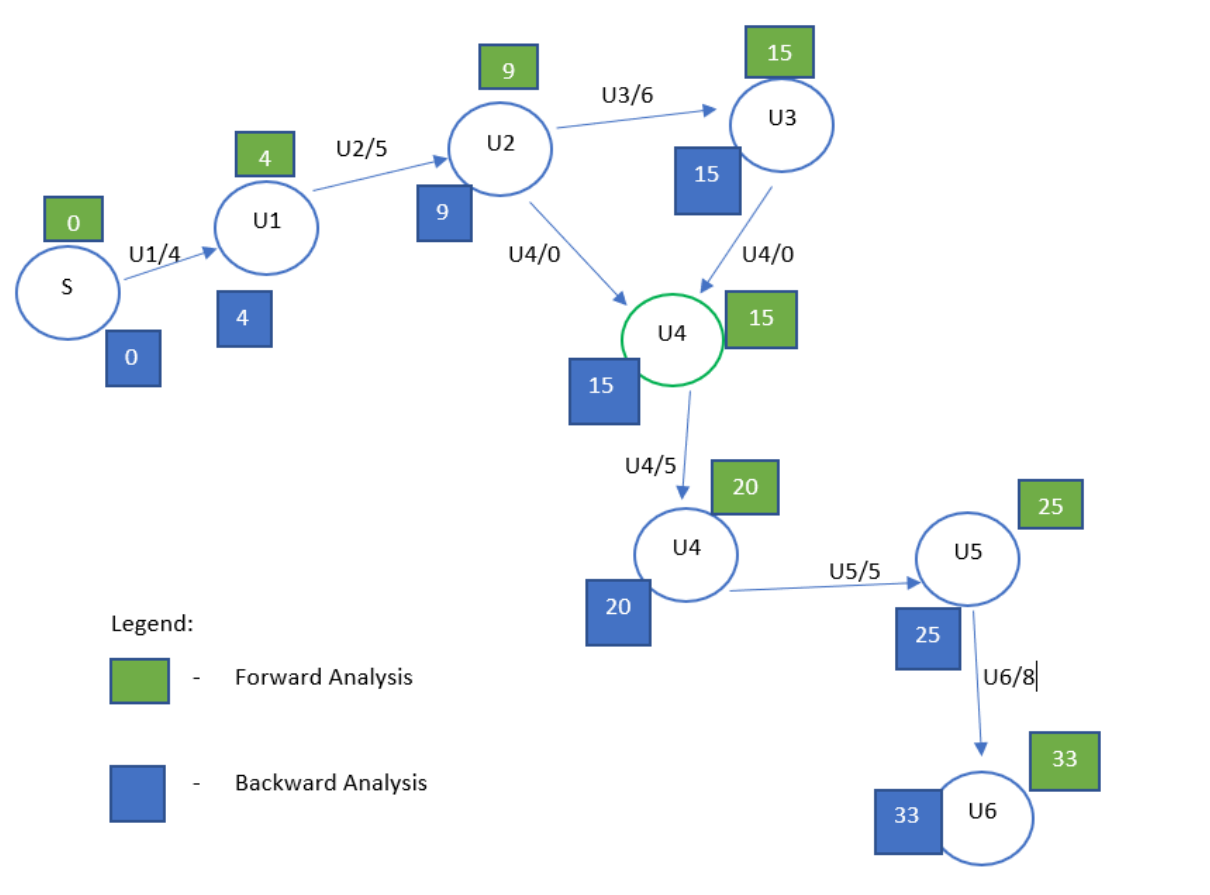 15
9
U3/6
U3
U2/5
U2
4
15
0
U1
9
U1/4
U4/0
U4/0
S
4
U4
15
0
15
U4/5
20
25
U4
U5
U5/5
20
Legend:
25
- Forward Analysis
U6/8
33
- Backward Analysis
33
U6